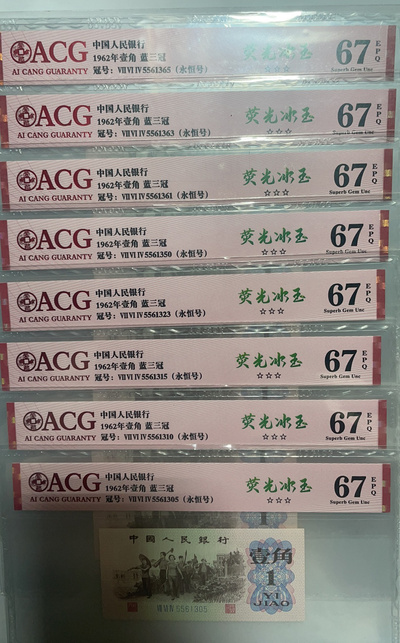 ACG
AI CANG GUARANTY
中国人民银行
1962年壹角 蓝三冠
冠号：VII VI IV 5561365（永恒号）
荧光冰玉
☆☆☆
67
EPQ
Superb Gem Unc
ACG
AI CANG GUARANTY
中国人民银行
1962年壹角 蓝三冠
冠号：VII VI IV 5561363（永恒号）
荧光冰玉
☆☆☆
67
EPQ
Superb Gem Unc
ACG
AI CANG GUARANTY
中国人民银行
1962年壹角 蓝三冠
冠号：VII VI IV 5561361（永恒号）
荧光冰玉
☆☆☆
67
EPQ
Superb Gem Unc
ACG
AI CANG GUARANTY
中国人民银行
1962年壹角 蓝三冠
冠号：VII VI IV 5561350（永恒号）
荧光冰玉
☆☆☆
67
EPQ
Superb Gem Unc
ACG
AI CANG GUARANTY
中国人民银行
1962年壹角 蓝三冠
冠号：VII VI IV 5561323（永恒号）
荧光冰玉
☆☆☆
67
EPQ
Superb Gem Unc
ACG
AI CANG GUARANTY
中国人民银行
1962年壹角 蓝三冠
冠号：VII VI IV 5561315（永恒号）
荧光冰玉
☆☆☆
67
EPQ
Superb Gem Unc
ACG
AI CANG GUARANTY
中国人民银行
1962年壹角 蓝三冠
冠号：VII VI IV 5561310（永恒号）
荧光冰玉
☆☆☆
67
EPQ
Superb Gem Unc
ACG
AI CANG GUARANTY
中国人民银行
1962年壹角 蓝三冠
冠号：VII VI IV 5561305（永恒号）
荧光冰玉
☆☆☆
67
EPQ
Superb Gem Unc
1
中国人民银行
壹角
1
YI JIAO
VII VI IV 5561305